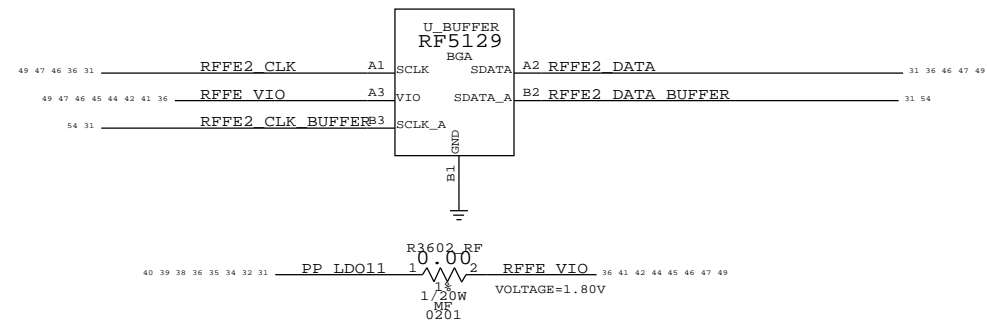 U_BUFFER
RF5129
BGA
49 47 46 36 31 RFFE2_CLK A1 SCLK SDATA A2 RFFE2_DATA 31 36 46 47 49
49 47 46 45 44 42 41 36 RFFE_VIO A3 VIO SDATA_A B2 RFFE2_DATA_BUFFER 31 54
54 31 RFFE2_CLK_BUFFER B3 SCLK_A
GND
B1
R3602_RF
0.00
40 39 38 36 35 34 32 31 PP_LDO11 1 2 RFFE_VIO 36 41 42 44 45 46 47 49
1%
VOLTAGE=1.80V
1/20W
MF
0201